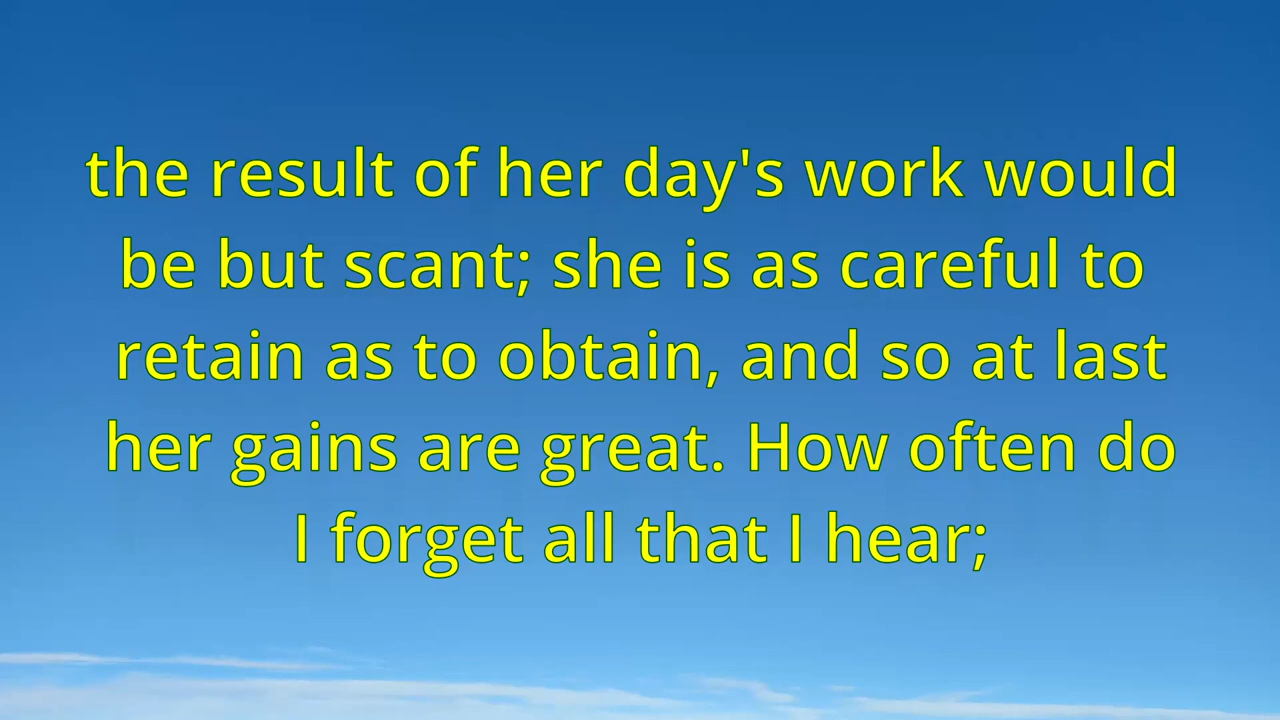 the result of her day's work would
be but scant; she is as careful to
retain as to obtain, and so at last
her gains are great. How often do
I forget all that I hear;